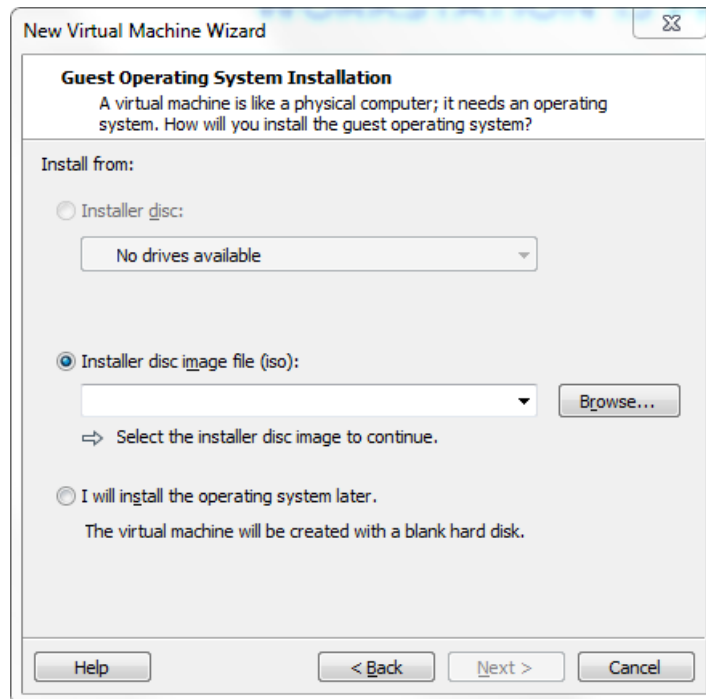 New Virtual Machine Wizard
Guest Operating System Installation
A virtual machine is like a physical computer; it needs an operating
system. How will you install the guest operating system?
Install from:
Installer disc:
No drives available
Installer disc image file (iso):
Browse...
Select the installer disc image to continue.
I will install the operating system later.
The virtual machine will be created with a blank hard disk.
Help
< Back
Next >
Cancel